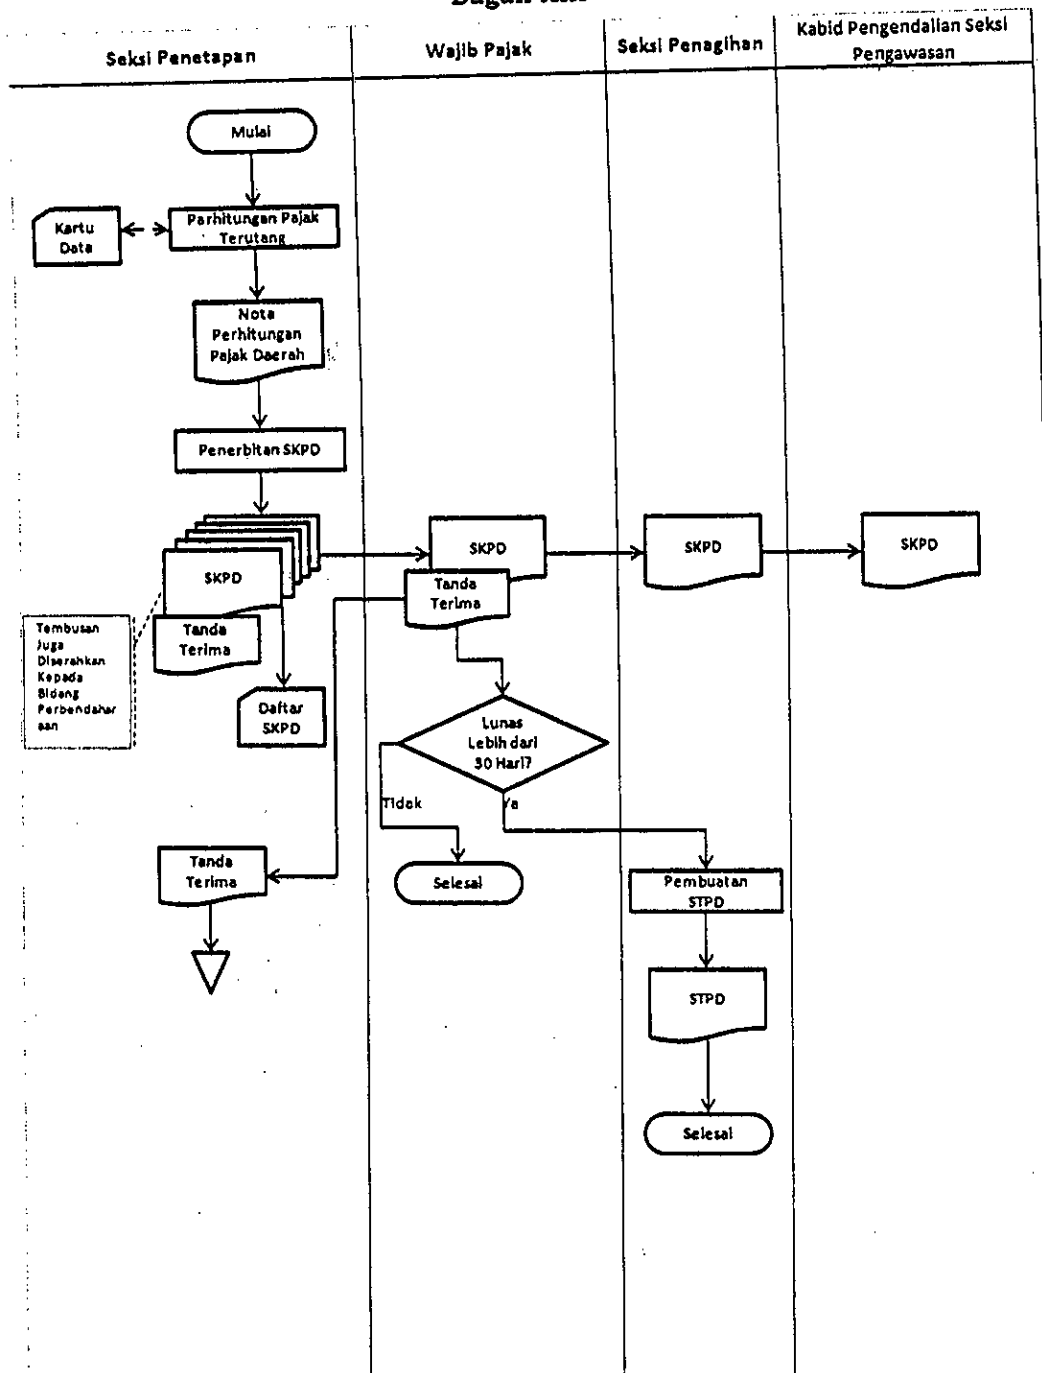 Bagan
Seksi Penetapan
Wajib Pajak
Seksi Penagihan
Kabid Pengendalian Seksi
Pengawasan
Mulai
Kartu
Data
Parhitungan Pajak
Terutang
Nota
Perhitungan
Pajak Daerah
Penerbitan SKPD
SKPD
Tanda
Terima
SKPD
Tanda
Terima
SKPD
SKPD
Tembusan
Juga
Diserahkan
Kepada
Bidang
Perbendahar
aan
Daftar
SKPD
Lunas
Lebih dari
30 Hari?
Tidak
Ya
Tanda
Terima
Selesai
Pembuatan
STPD
STPD
Selesai